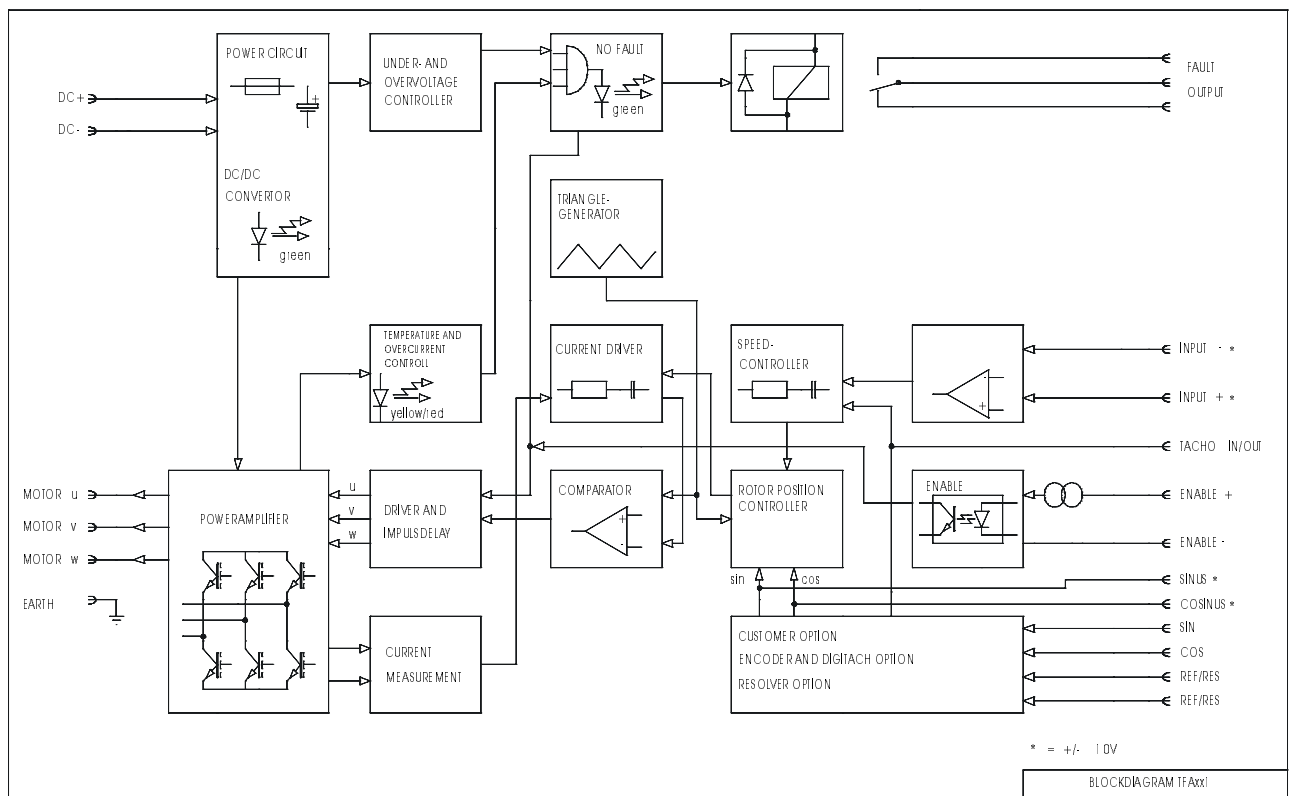 POWER CIRCUIT
+
DC+
DC-
DC/DC
CONVERTOR
green
UNDER- AND
OVERVOLTAGE
CONTROLLER
NO FAULT
green
FAULT
OUTPUT
TRIANGLE-
GENERATOR
TEMPERATURE AND
OVERCURRENT
CONTROLL
yellow/red
CURRENT DRIVER
SPEED-
CONTROLLER
-
+
INPUT - *
INPUT + *
TACHO IN/OUT
MOTOR u
MOTOR v
MOTOR w
EARTH
POWERAMPLIFIER
u
v
w
DRIVER AND
IMPULSDELAY
COMPARATOR
+
-
ROTOR POSITION
CONTROLLER
ENABLE
ENABLE +
ENABLE -
sin
cos
SINUS *
COSINUS *
SIN
COS
REF/RES
REF/RES
CURRENT
MEASUREMENT
CUSTOMER OPTION
ENCODER AND DIGITACH OPTION
RESOLVER OPTION
* = +/- 10V
BLOCKDIAGRAM TFAxx1